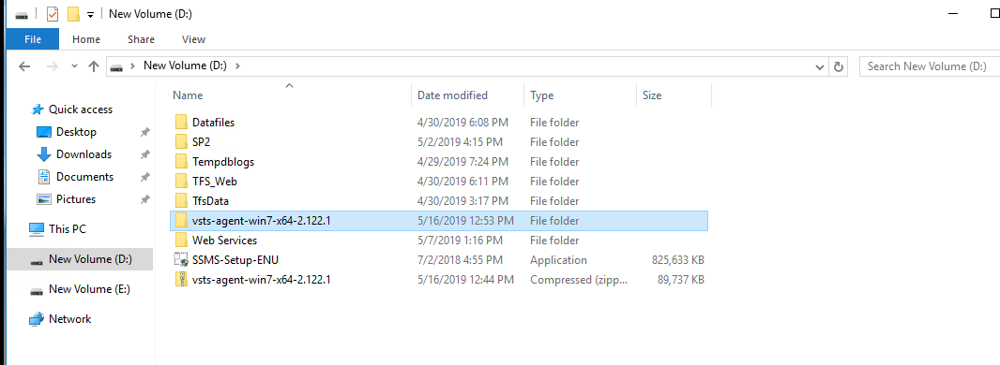 New Volume (D:)
File Home Share View
New Volume (D:) Search New Volume (D:)
Name Date modified Type Size
Quick access
Desktop
Downloads
Documents
Pictures
This PC
New Volume (D:)
New Volume (E:)
Network
Datafiles 4/30/2019 6:08 PM File folder
SP2 5/2/2019 4:15 PM File folder
Tempdblogs 4/29/2019 7:24 PM File folder
TFS_Web 4/30/2019 6:11 PM File folder
TfsData 4/30/2019 3:17 PM File folder
vsts-agent-win7-x64-2.122.1 5/16/2019 12:53 PM File folder
Web Services 5/7/2019 1:16 PM File folder
SSMS-Setup-ENU 7/2/2018 4:55 PM Application 825,633 KB
vsts-agent-win7-x64-2.122.1 5/16/2019 12:44 PM Compressed (zipp... 89,737 KB